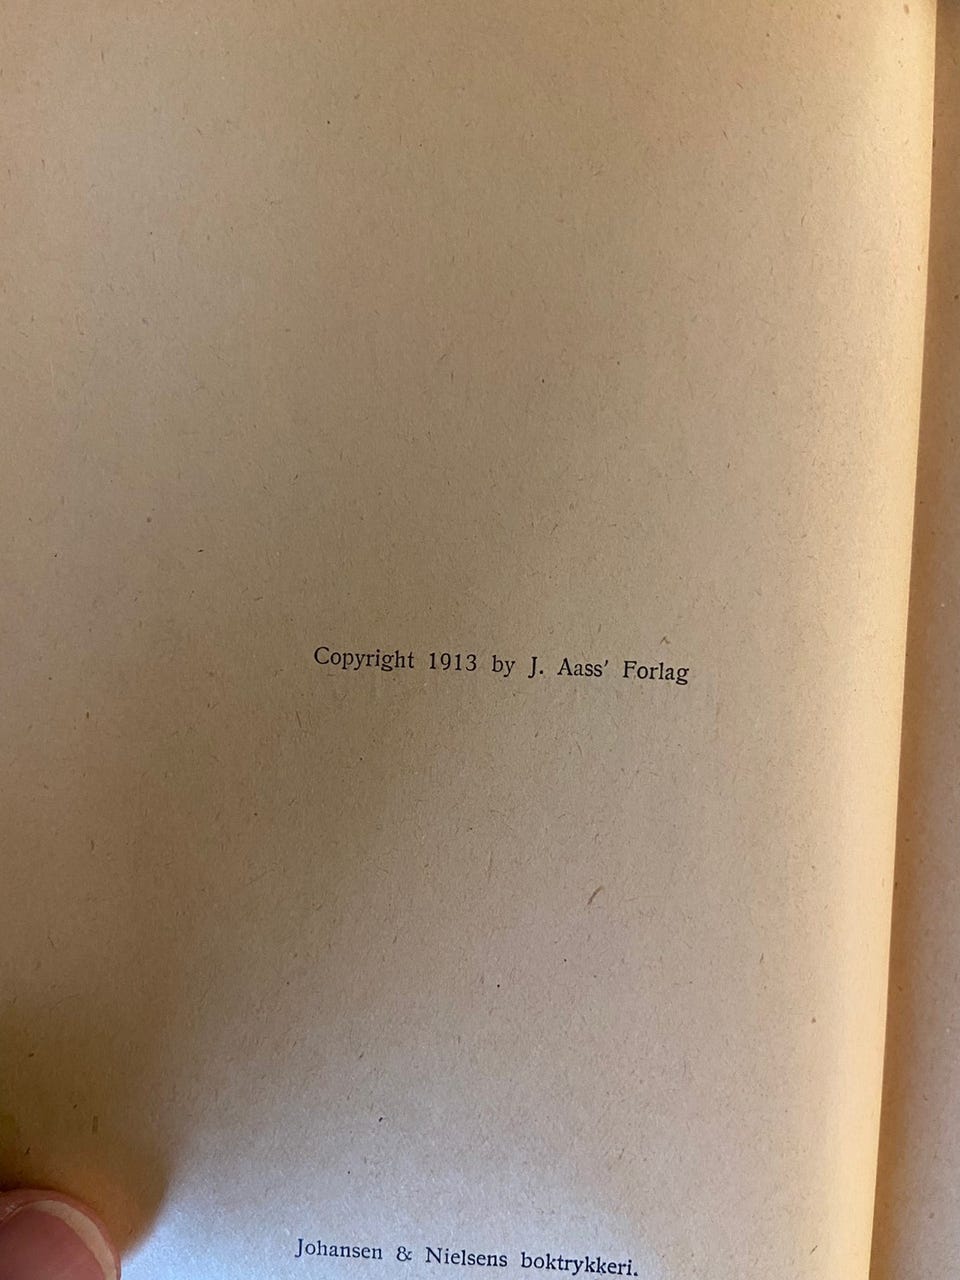 Copyright 1913 by J. Aass’ Forlag
Johansen & Nielsens boktrykkeri.